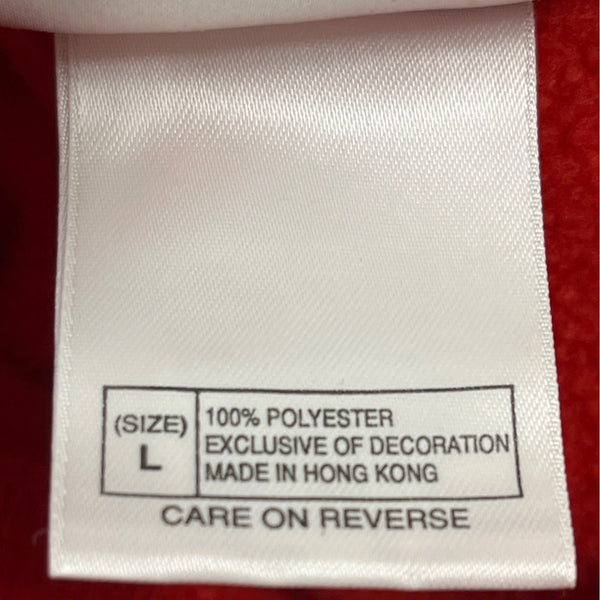 (SIZE)
L
100% POLYESTER
EXCLUSIVE OF DECORATION
MADE IN HONG KONG
CARE ON REVERSE